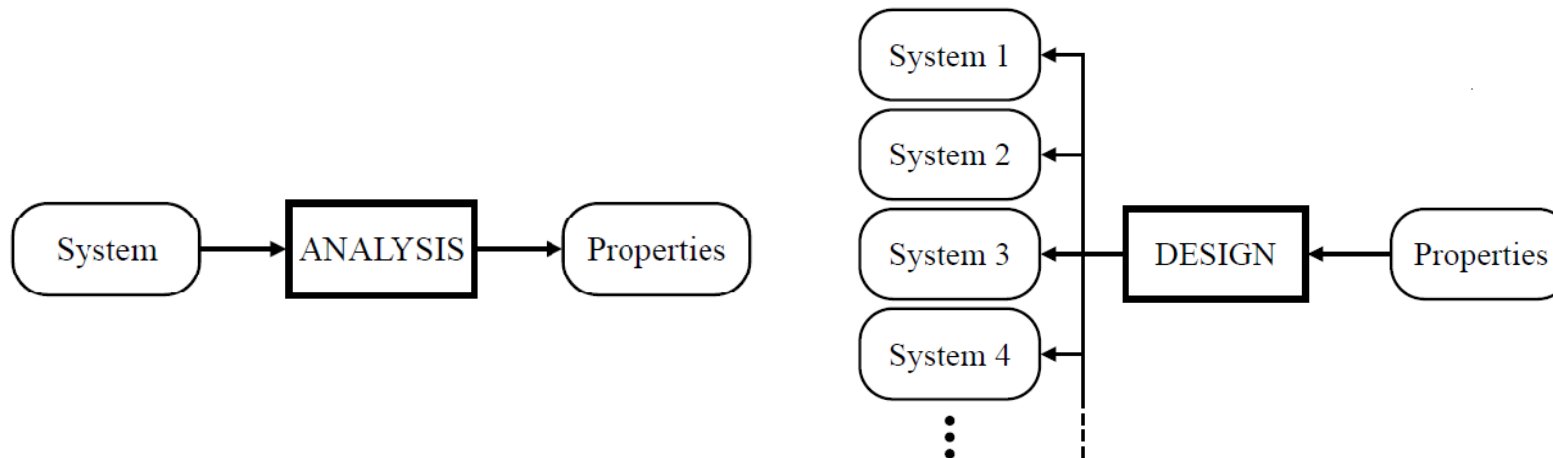 System
ANALYSIS
Properties
System 1
System 2
System 3
System 4
DESIGN
Properties